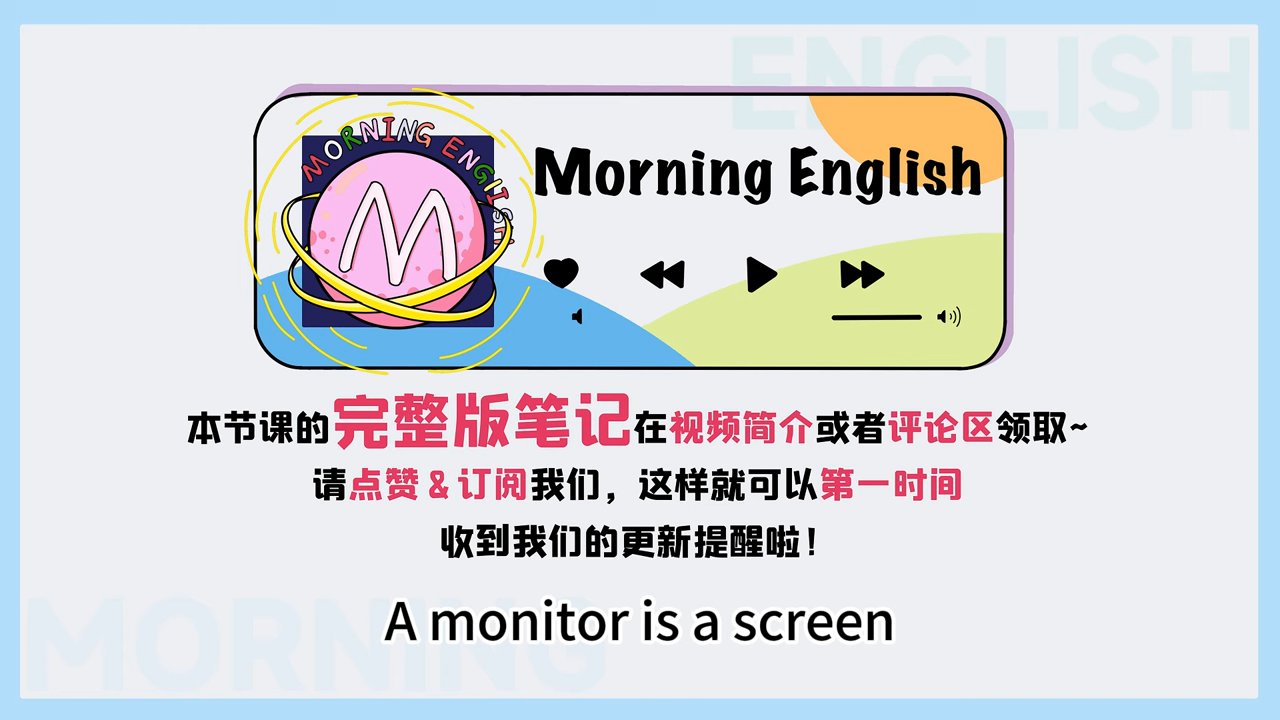 ENGLISH
MORNING ENGLISH
M
Morning English
本节课的完整版笔记在视频简介或者评论区领取~
请点赞&订阅我们，这样就可以第一时间
收到我们的更新提醒啦！
A monitor is a screen
MORNING